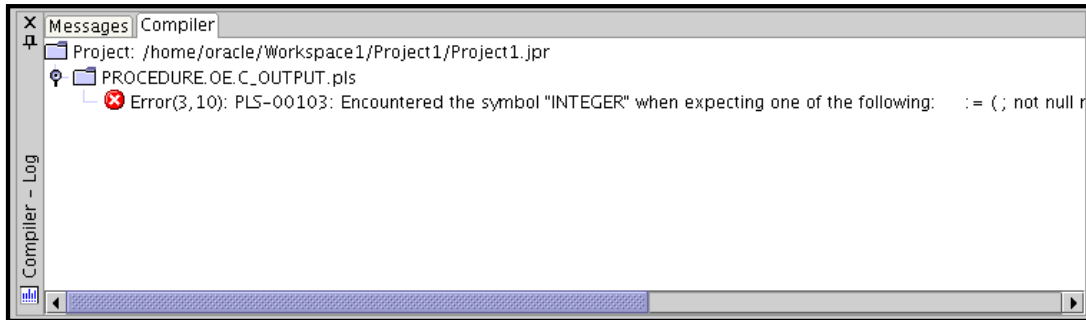 Messages Compiler
Project: /home/oracle/Workspace1/Project1/Project1.jpr
PROCEDURE.OE.C_OUTPUT.pls
Error(3,10): PLS-00103: Encountered the symbol "INTEGER" when expecting one of the following: := ( ; not null r
Compiler - Log